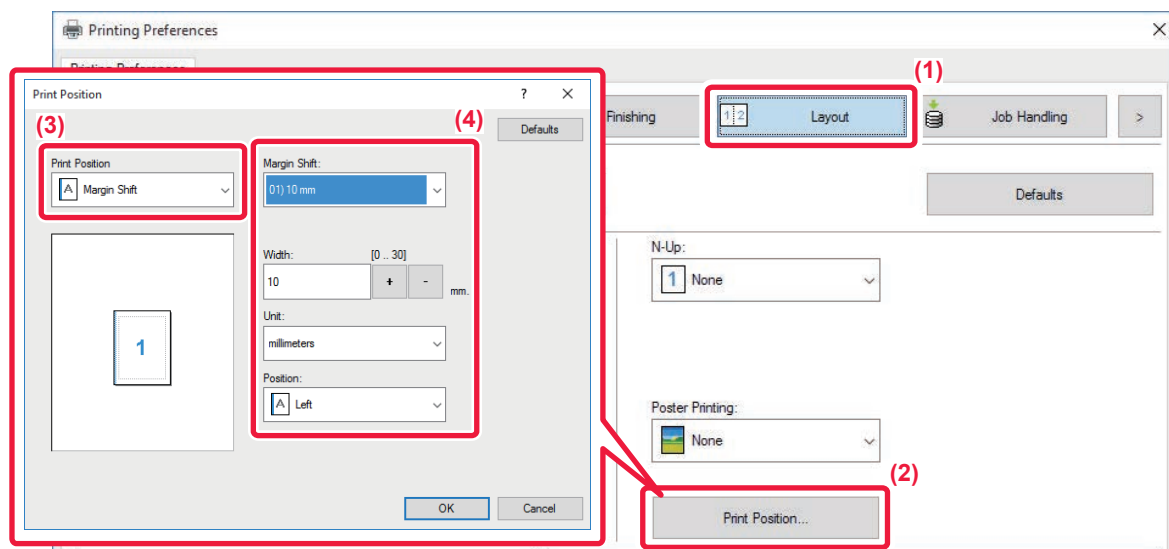 Printing Preferences
Printing Preferences
(1)
Finishing
1 2 Layout
Job Handling
>
Defaults
N-Up:
1 None
Poster Printing:
None
(2)
Print Position...
Print Position
?
(3)
(4)
Defaults
Print Position
A Margin Shift
Margin Shift:
01) 10 mm
Width: [0 .. 30]
10 + - mm.
Unit:
millimeters
Position:
A Left
1
OK Cancel